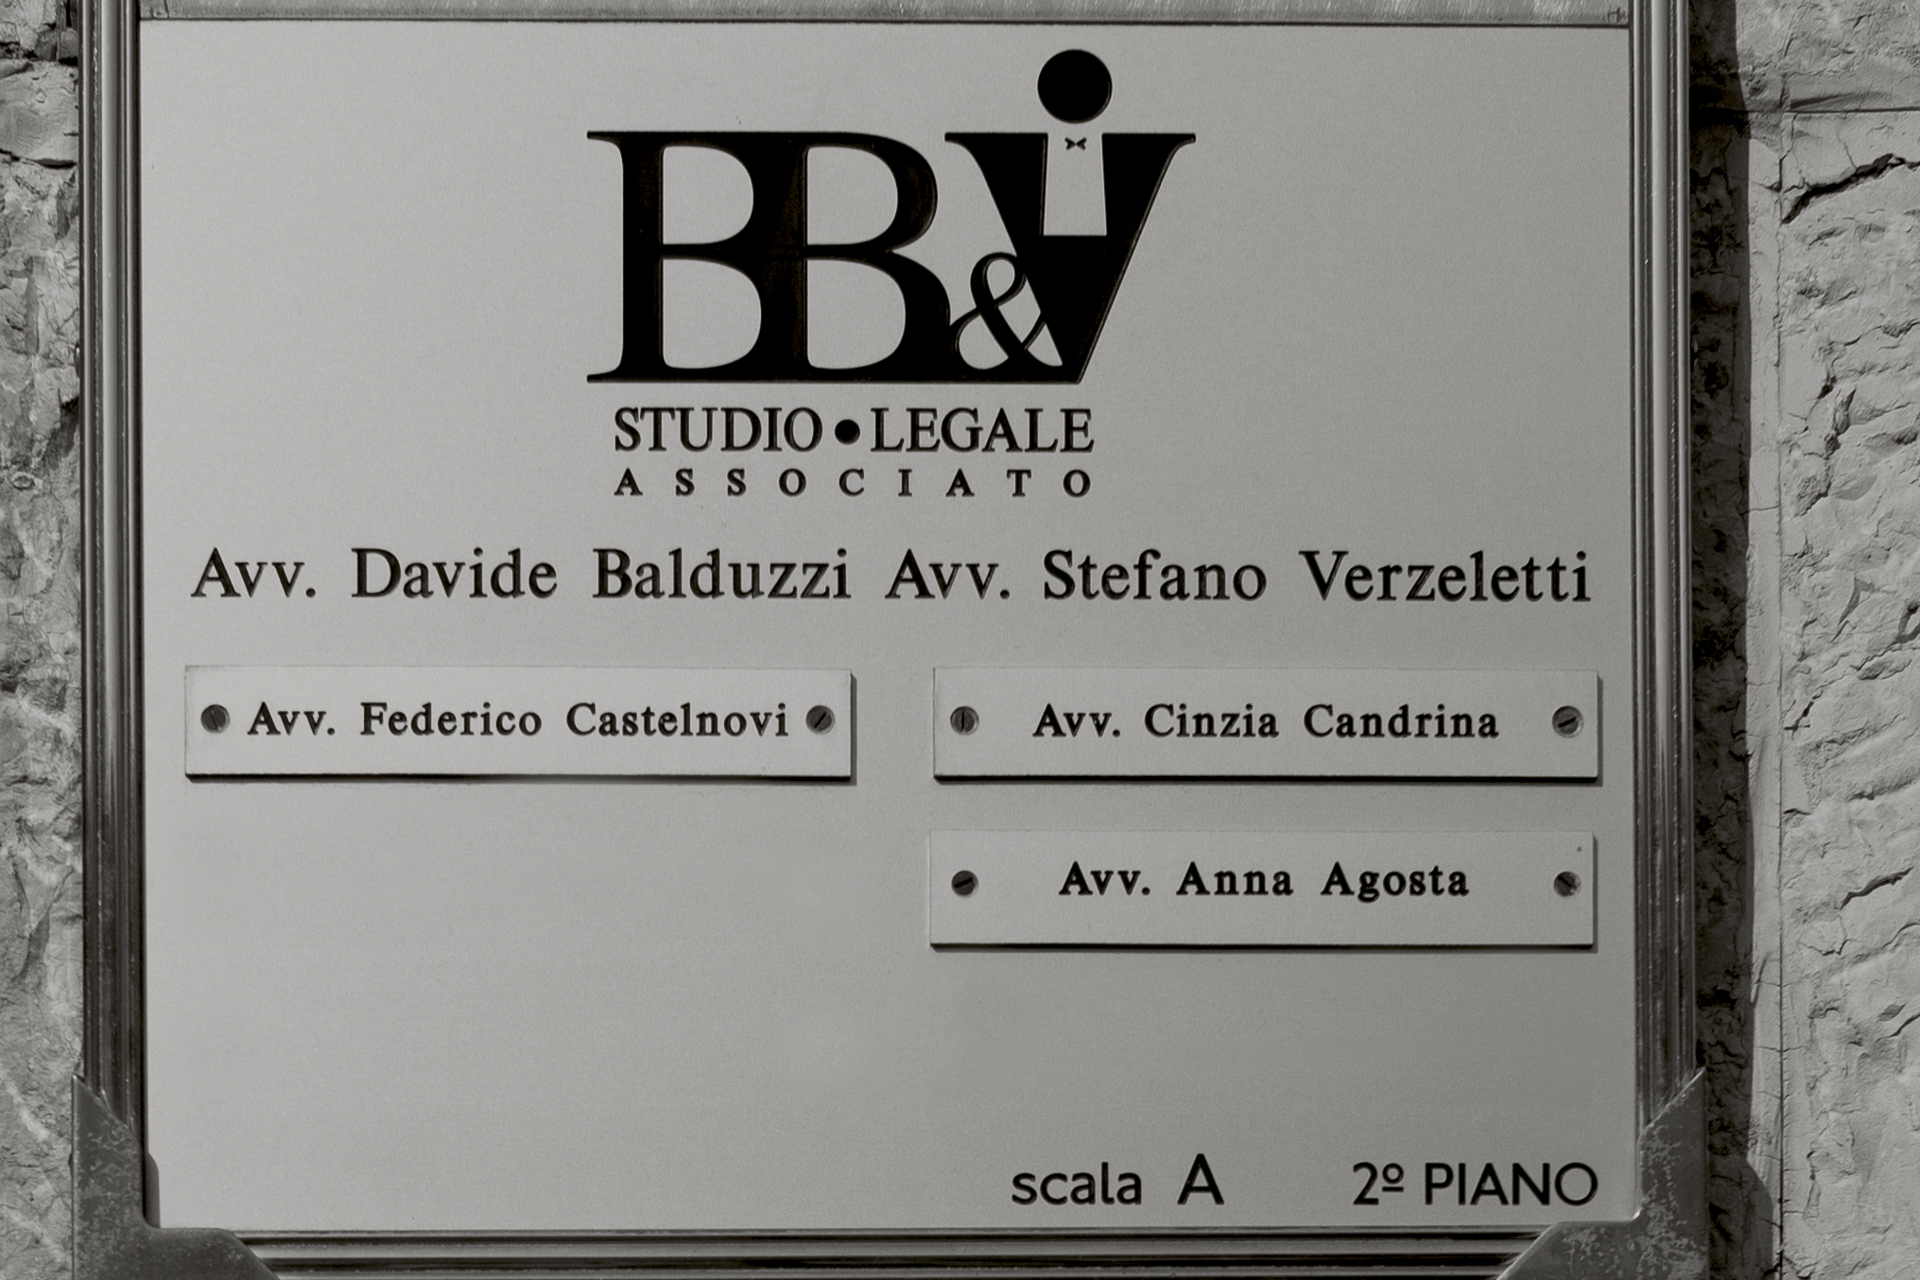 BB&V
STUDIO • LEGALE
ASSOCIATO
Avv. Davide Balduzzi Avv. Stefano Verzeletti
Avv. Federico Castelnovi Avv. Cinzia Candrina
Avv. Anna Agosta
scala A 2º PIANO